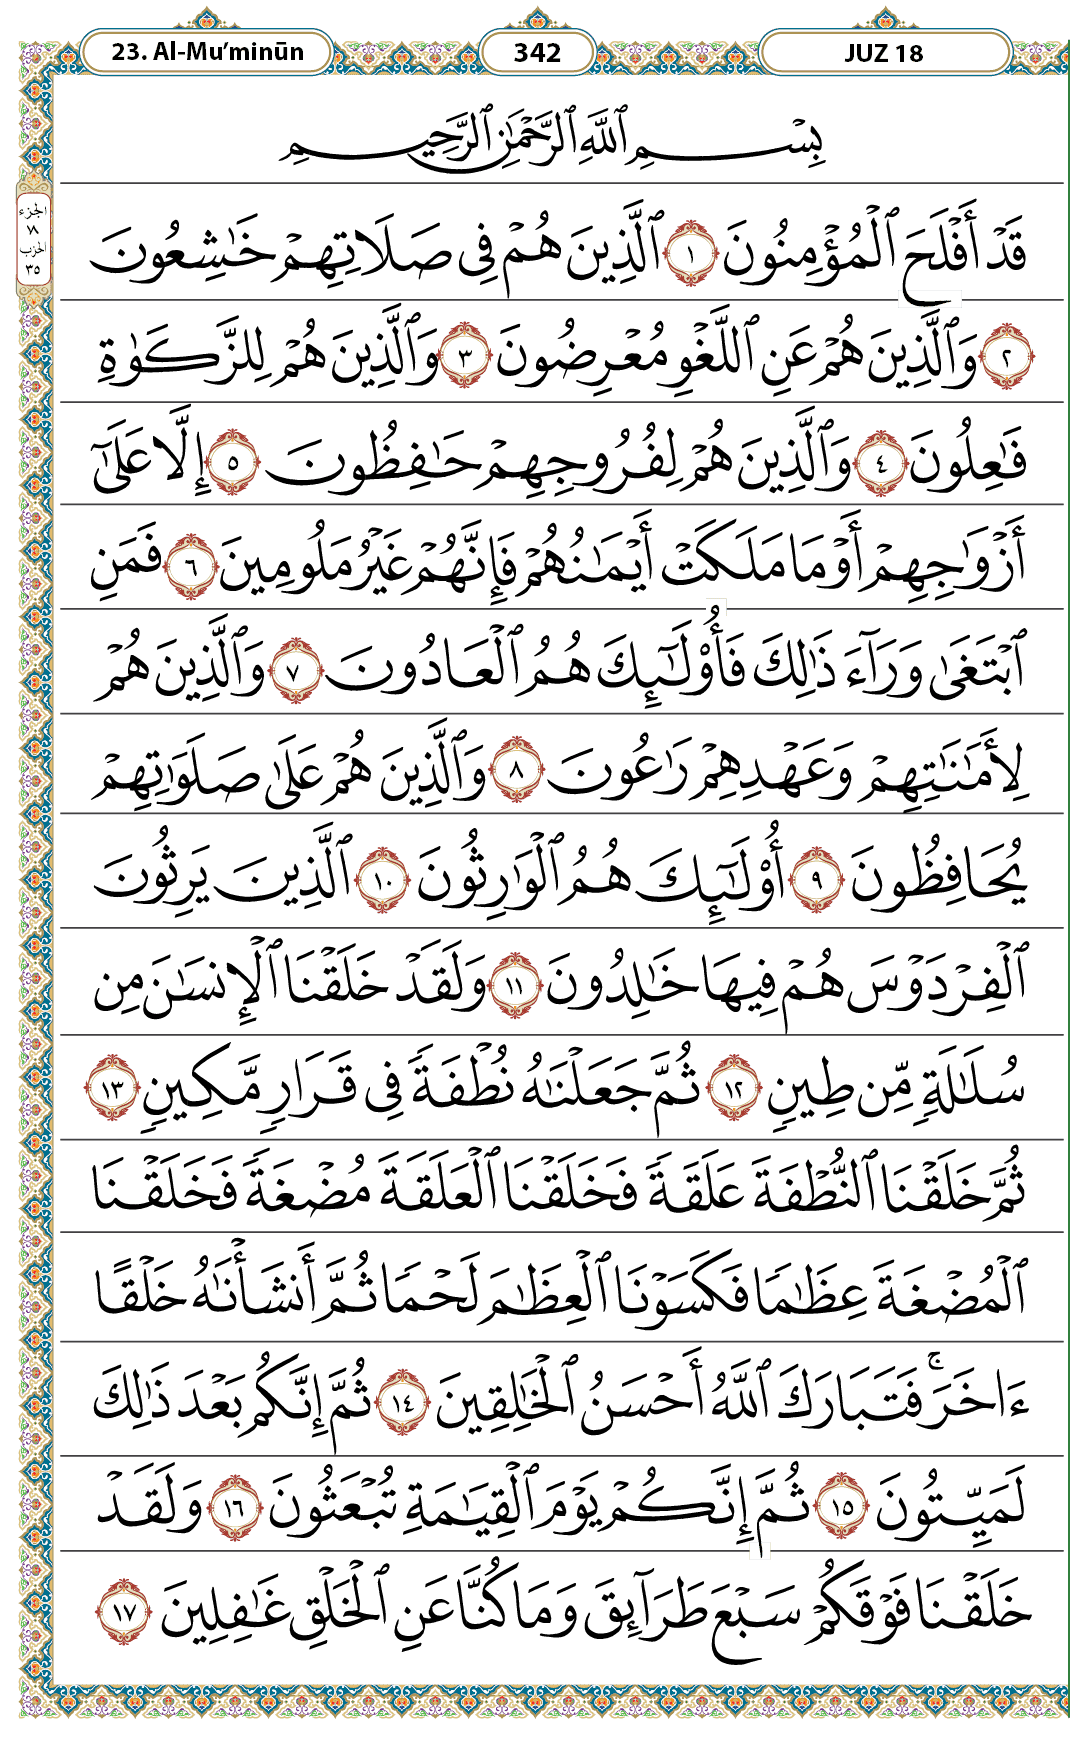 23. Al-Mu’minūn 342 JUZ 18
بِسْمِ ٱللَّهِ ٱلرَّحْمَٰنِ ٱلرَّحِيمِ
الجزء
١٨
الحزب
٣٥
قَدْ أَفْلَحَ ٱلْمُؤْمِنُونَ ١ ٱلَّذِينَ هُمْ فِى صَلَاتِهِمْ خَٰشِعُونَ
٢ وَٱلَّذِينَ هُمْ عَنِ ٱللَّغْوِ مُعْرِضُونَ ٣ وَٱلَّذِينَ هُمْ لِلزَّكَوٰةِ
فَٰعِلُونَ ٤ وَٱلَّذِينَ هُمْ لِفُرُوجِهِمْ حَٰفِظُونَ ٥ إِلَّا عَلَىٰٓ
أَزْوَٰجِهِمْ أَوْ مَا مَلَكَتْ أَيْمَٰنُهُمْ فَإِنَّهُمْ غَيْرُ مَلُومِينَ ٦ فَمَنِ
ٱبْتَغَىٰ وَرَآءَ ذَٰلِكَ فَأُو۟لَٰٓئِكَ هُمُ ٱلْعَادُونَ ٧ وَٱلَّذِينَ هُمْ
لِأَمَٰنَٰتِهِمْ وَعَهْدِهِمْ رَٰعُونَ ٨ وَٱلَّذِينَ هُمْ عَلَىٰ صَلَوَٰتِهِمْ
يُحَافِظُونَ ٩ أُو۟لَٰٓئِكَ هُمُ ٱلْوَٰرِثُونَ ١٠ ٱلَّذِينَ يَرِثُونَ
ٱلْفِرْدَوْسَ هُمْ فِيهَا خَٰلِدُونَ ١١ وَلَقَدْ خَلَقْنَا ٱلْإِنسَٰنَ مِن
سُلَٰلَةٍ مِّن طِينٍ ١٢ ثُمَّ جَعَلْنَٰهُ نُطْفَةً فِى قَرَارٍ مَّكِينٍ ١٣
ثُمَّ خَلَقْنَا ٱلنُّطْفَةَ عَلَقَةً فَخَلَقْنَا ٱلْعَلَقَةَ مُضْغَةً فَخَلَقْنَا
ٱلْمُضْغَةَ عِظَٰمًا فَكَسَوْنَا ٱلْعِظَٰمَ لَحْمًا ثُمَّ أَنشَأْنَٰهُ خَلْقًا
ءَاخَرَ ۚ فَتَبَارَكَ ٱللَّهُ أَحْسَنُ ٱلْخَٰلِقِينَ ١٤ ثُمَّ إِنَّكُم بَعْدَ ذَٰلِكَ
لَمَيِّتُونَ ١٥ ثُمَّ إِنَّكُمْ يَوْمَ ٱلْقِيَٰمَةِ تُبْعَثُونَ ١٦ وَلَقَدْ
خَلَقْنَا فَوْقَكُمْ سَبْعَ طَرَآئِقَ وَمَا كُنَّا عَنِ ٱلْخَلْقِ غَٰفِلِينَ ١٧